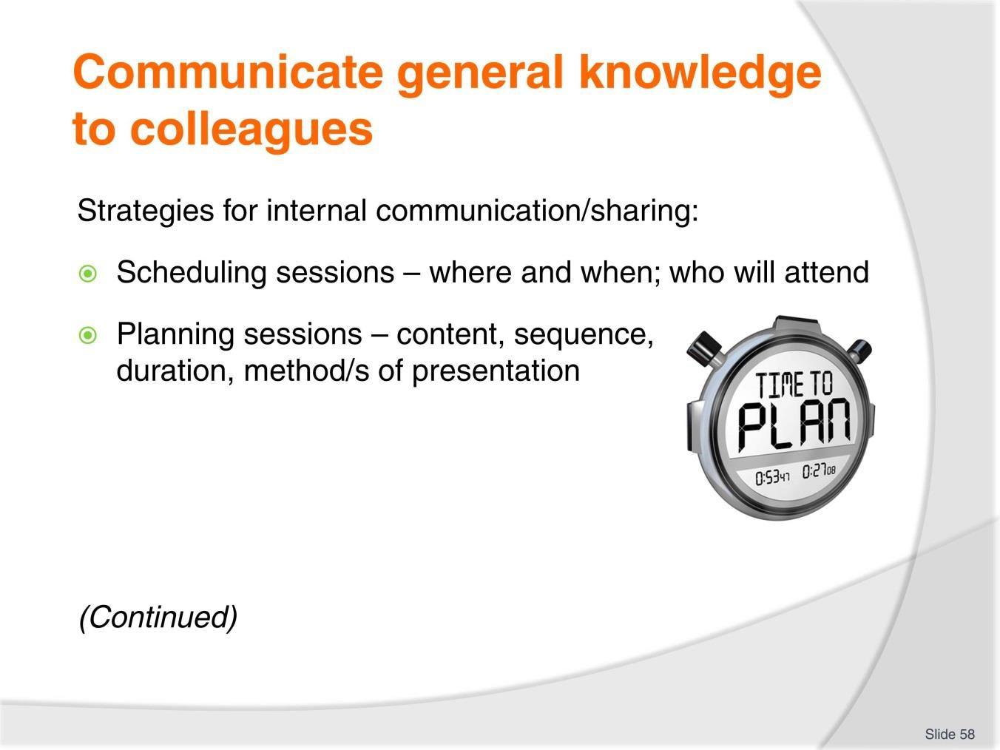 Communicate general knowledge
to colleagues
Strategies for internal communication/sharing:
Scheduling sessions – where and when; who will attend
Planning sessions – content, sequence,
duration, method/s of presentation
TIME TO
PLAN
0:53 47 0:27 08
(Continued)
Slide 58